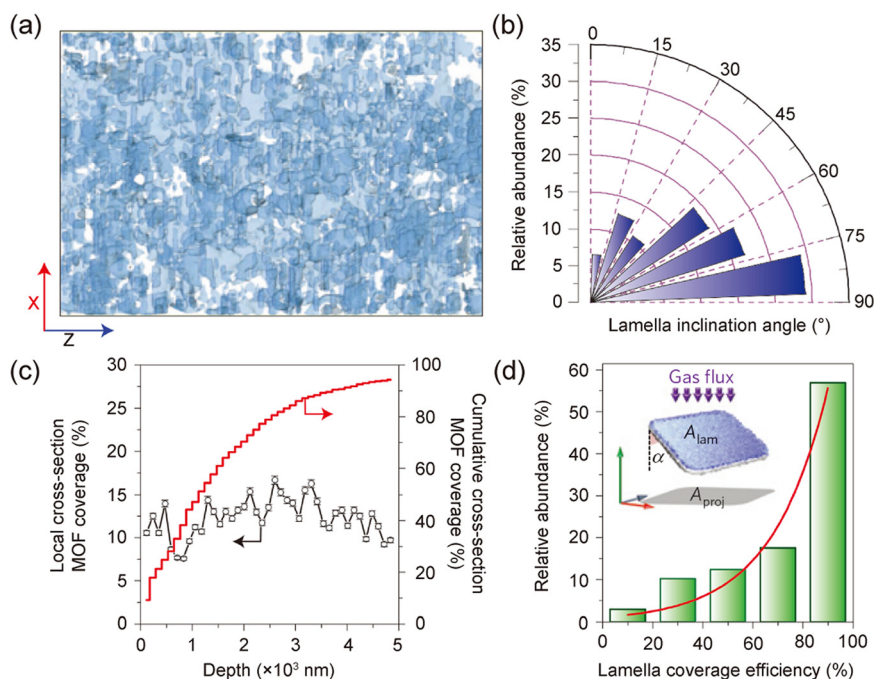 (a)
X
Z
(b)
Relative abundance (%)
35
30
25
20
15
10
5
0
0
15
30
45
60
75
90
Lamella inclination angle (°)
(c)
Local cross-section
MOF coverage (%)
30
25
20
15
10
5
0
100
80
60
40
20
0
Cumulative cross-section
MOF coverage
(%)
0 1 2 3 4 5
Depth (×10³ nm)
(d)
Relative abundance (%)
60
50
40
30
20
10
0
Gas flux
Alam
α
Aproj
0 20 40 60 80 100
Lamella coverage efficiency (%)